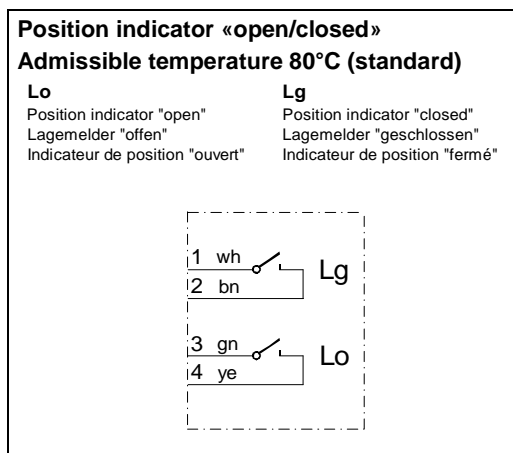 Position indicator «open/closed»
Admissible temperature 80°C (standard)
Lo
Position indicator "open"
Lagemelder "offen"
Indicateur de position "ouvert"
Lg
Position indicator "closed"
Lagemelder "geschlossen"
Indicateur de position "fermé"
1 wh
2 bn
Lg
3 gn
4 ye
Lo